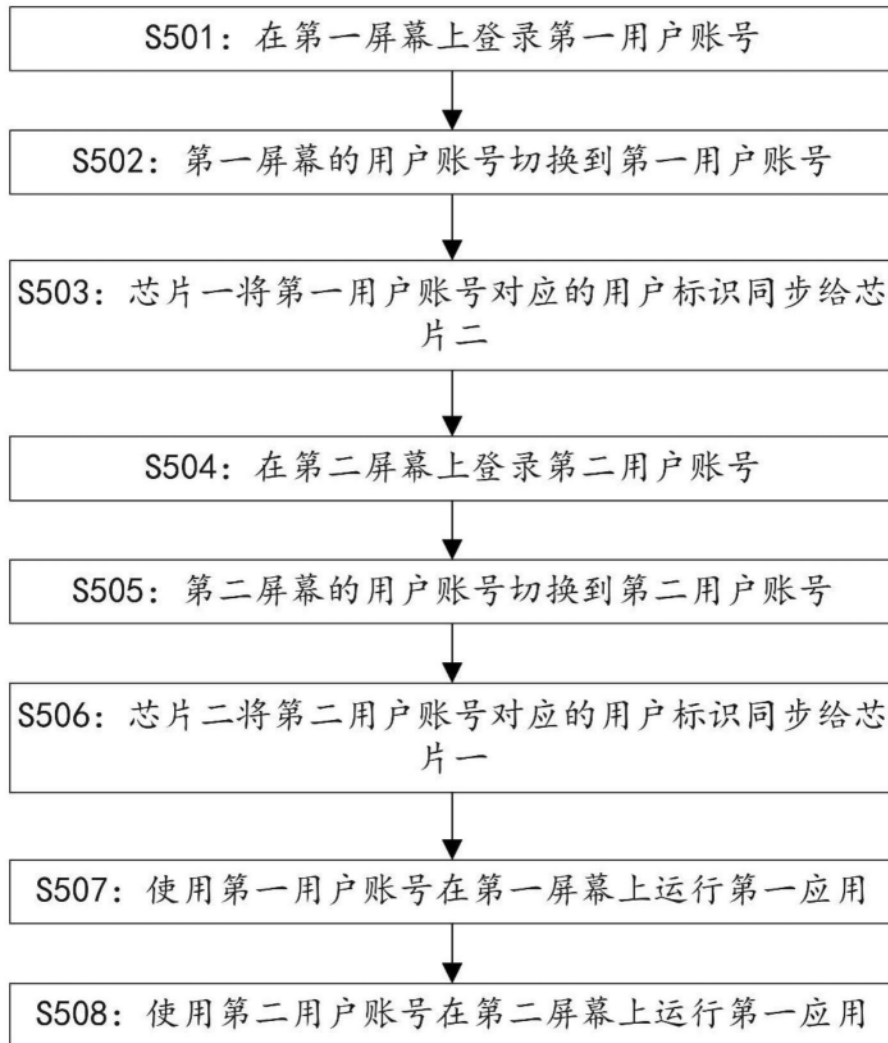 S501：在第一屏幕上登录第一用户账号
S502：第一屏幕的用户账号切换到第一用户账号
S503：芯片一将第一用户账号对应的用户标识同步给芯
片二
S504：在第二屏幕上登录第二用户账号
S505：第二屏幕的用户账号切换到第二用户账号
S506：芯片二将第二用户账号对应的用户标识同步给芯
片一
S507：使用第一用户账号在第一屏幕上运行第一应用
S508：使用第二用户账号在第二屏幕上运行第一应用